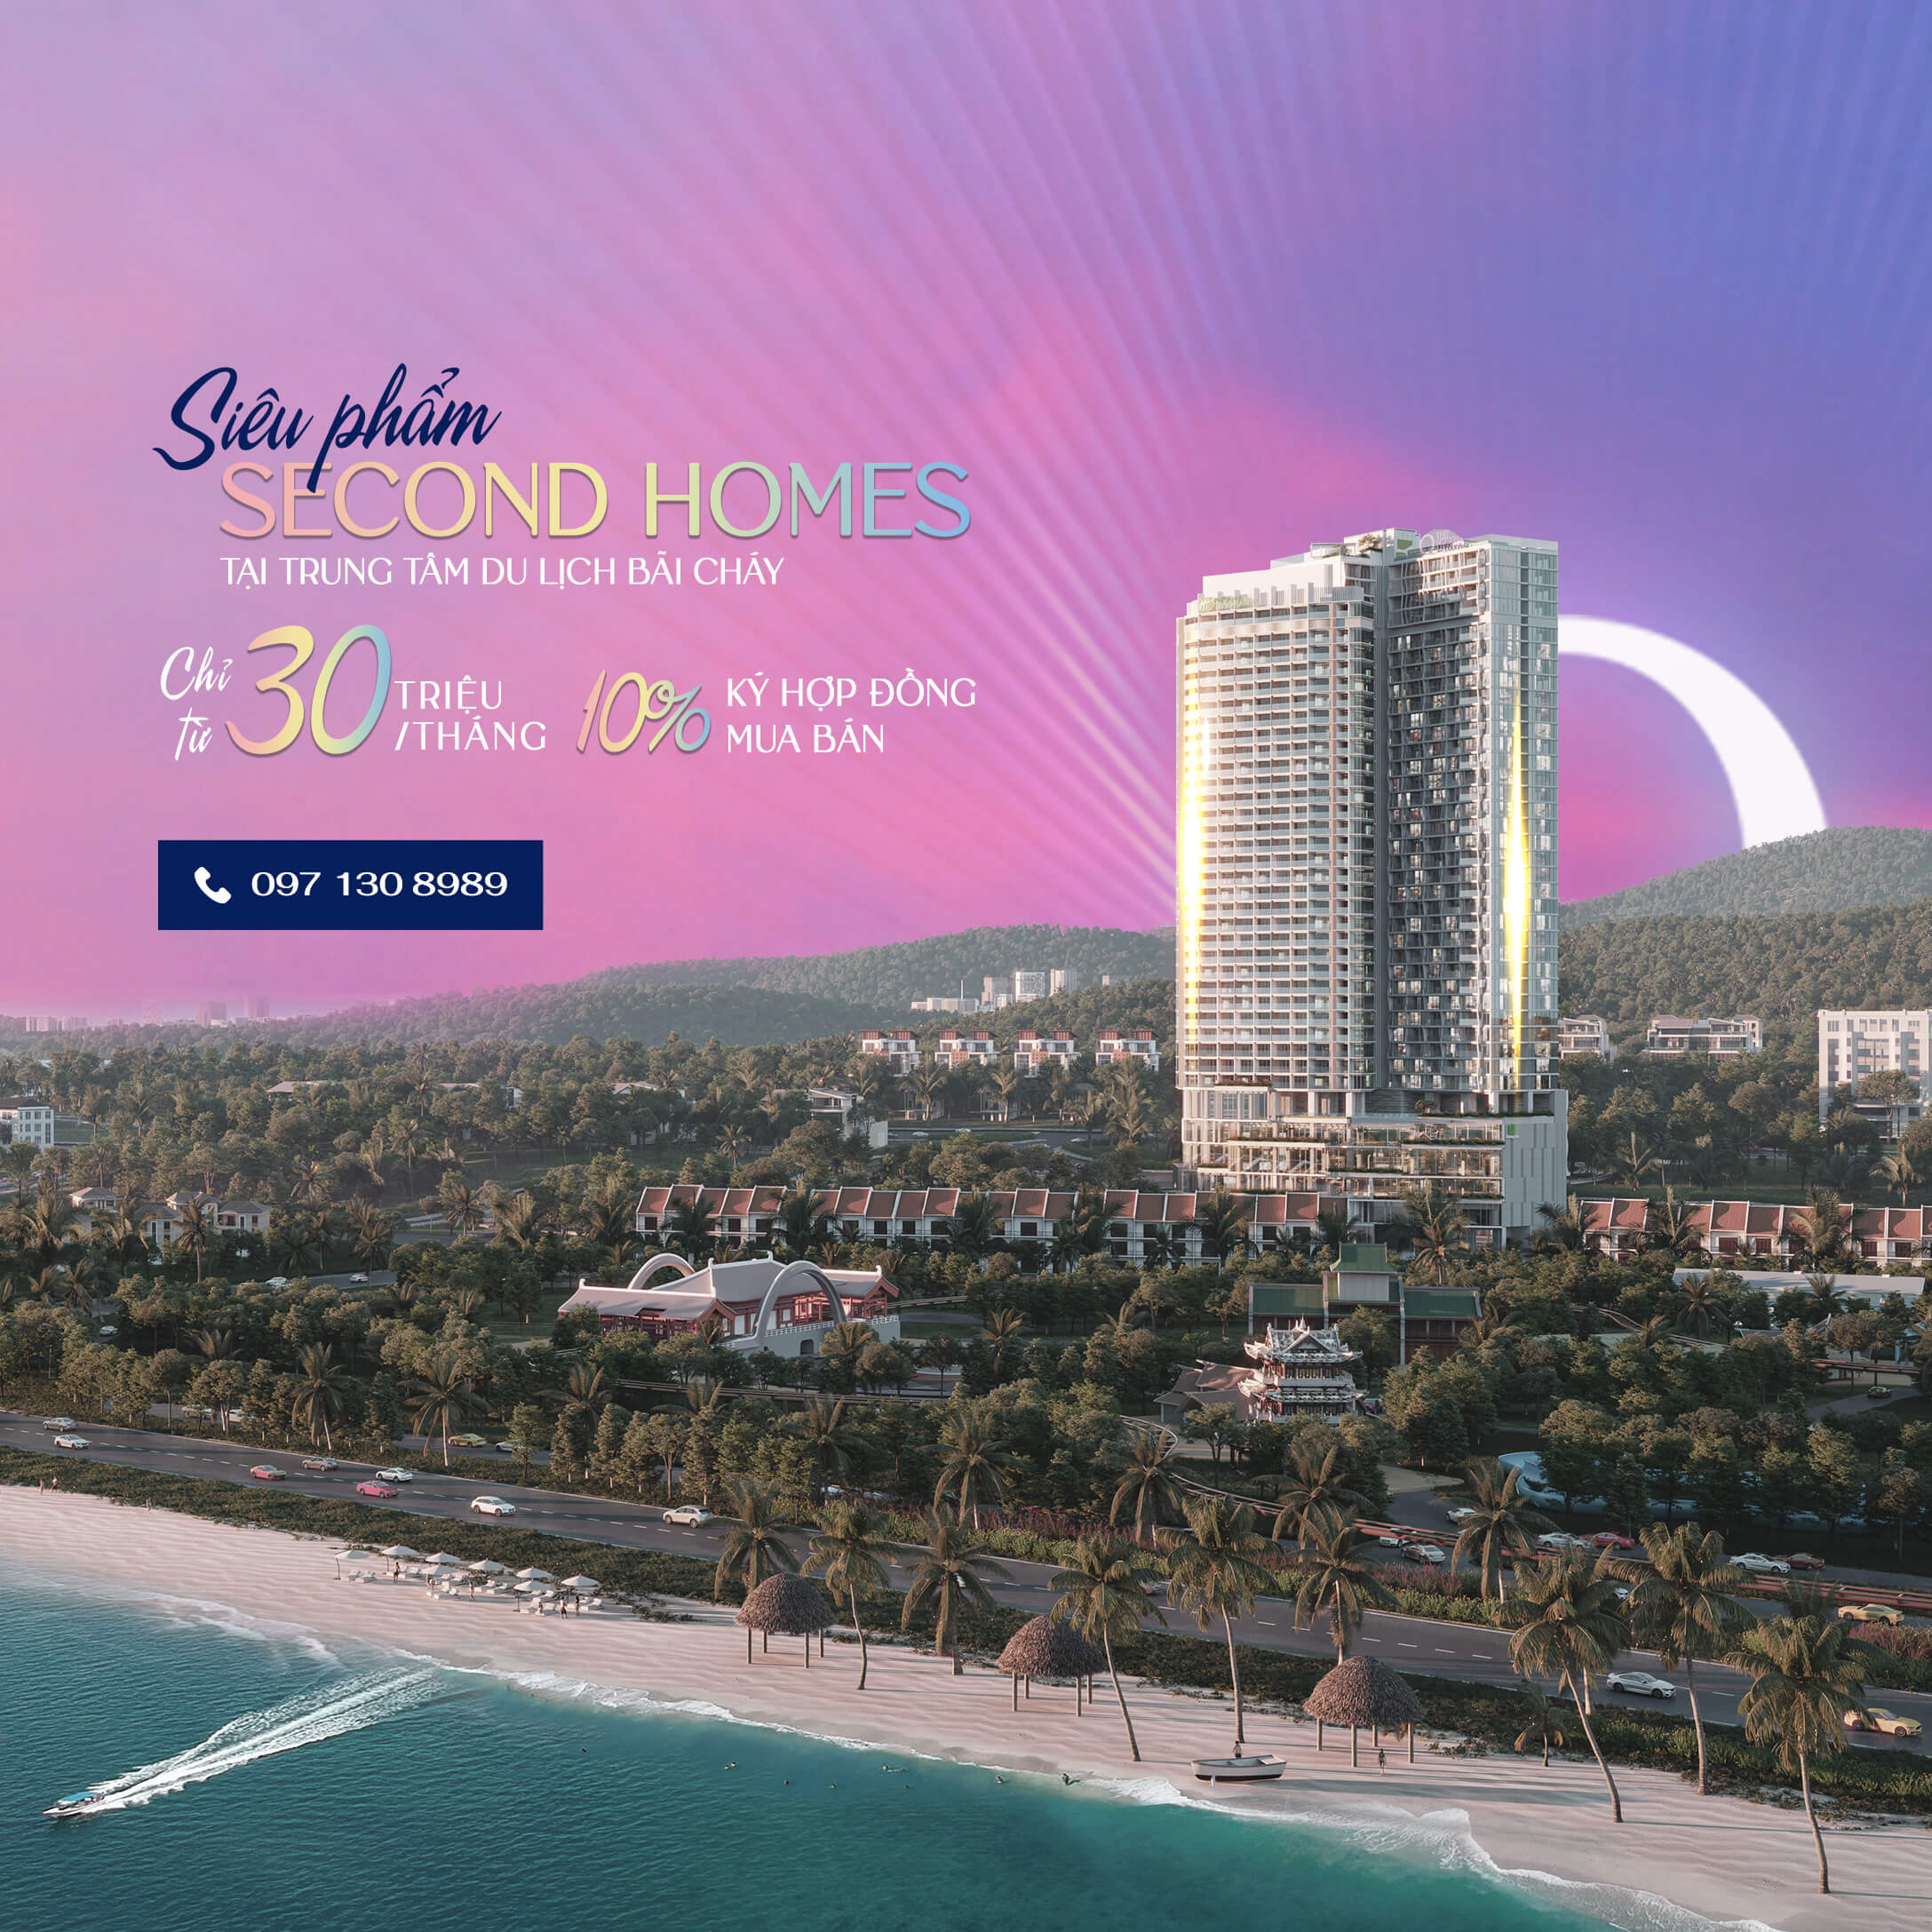 Siêu phẩm
SECOND HOMES
TẠI TRUNG TÂM DU LỊCH BÃI CHÁY
Chỉ từ 30 TRIỆU /THÁNG
10% KÝ HỢP ĐỒNG MUA BÁN
097 130 8989